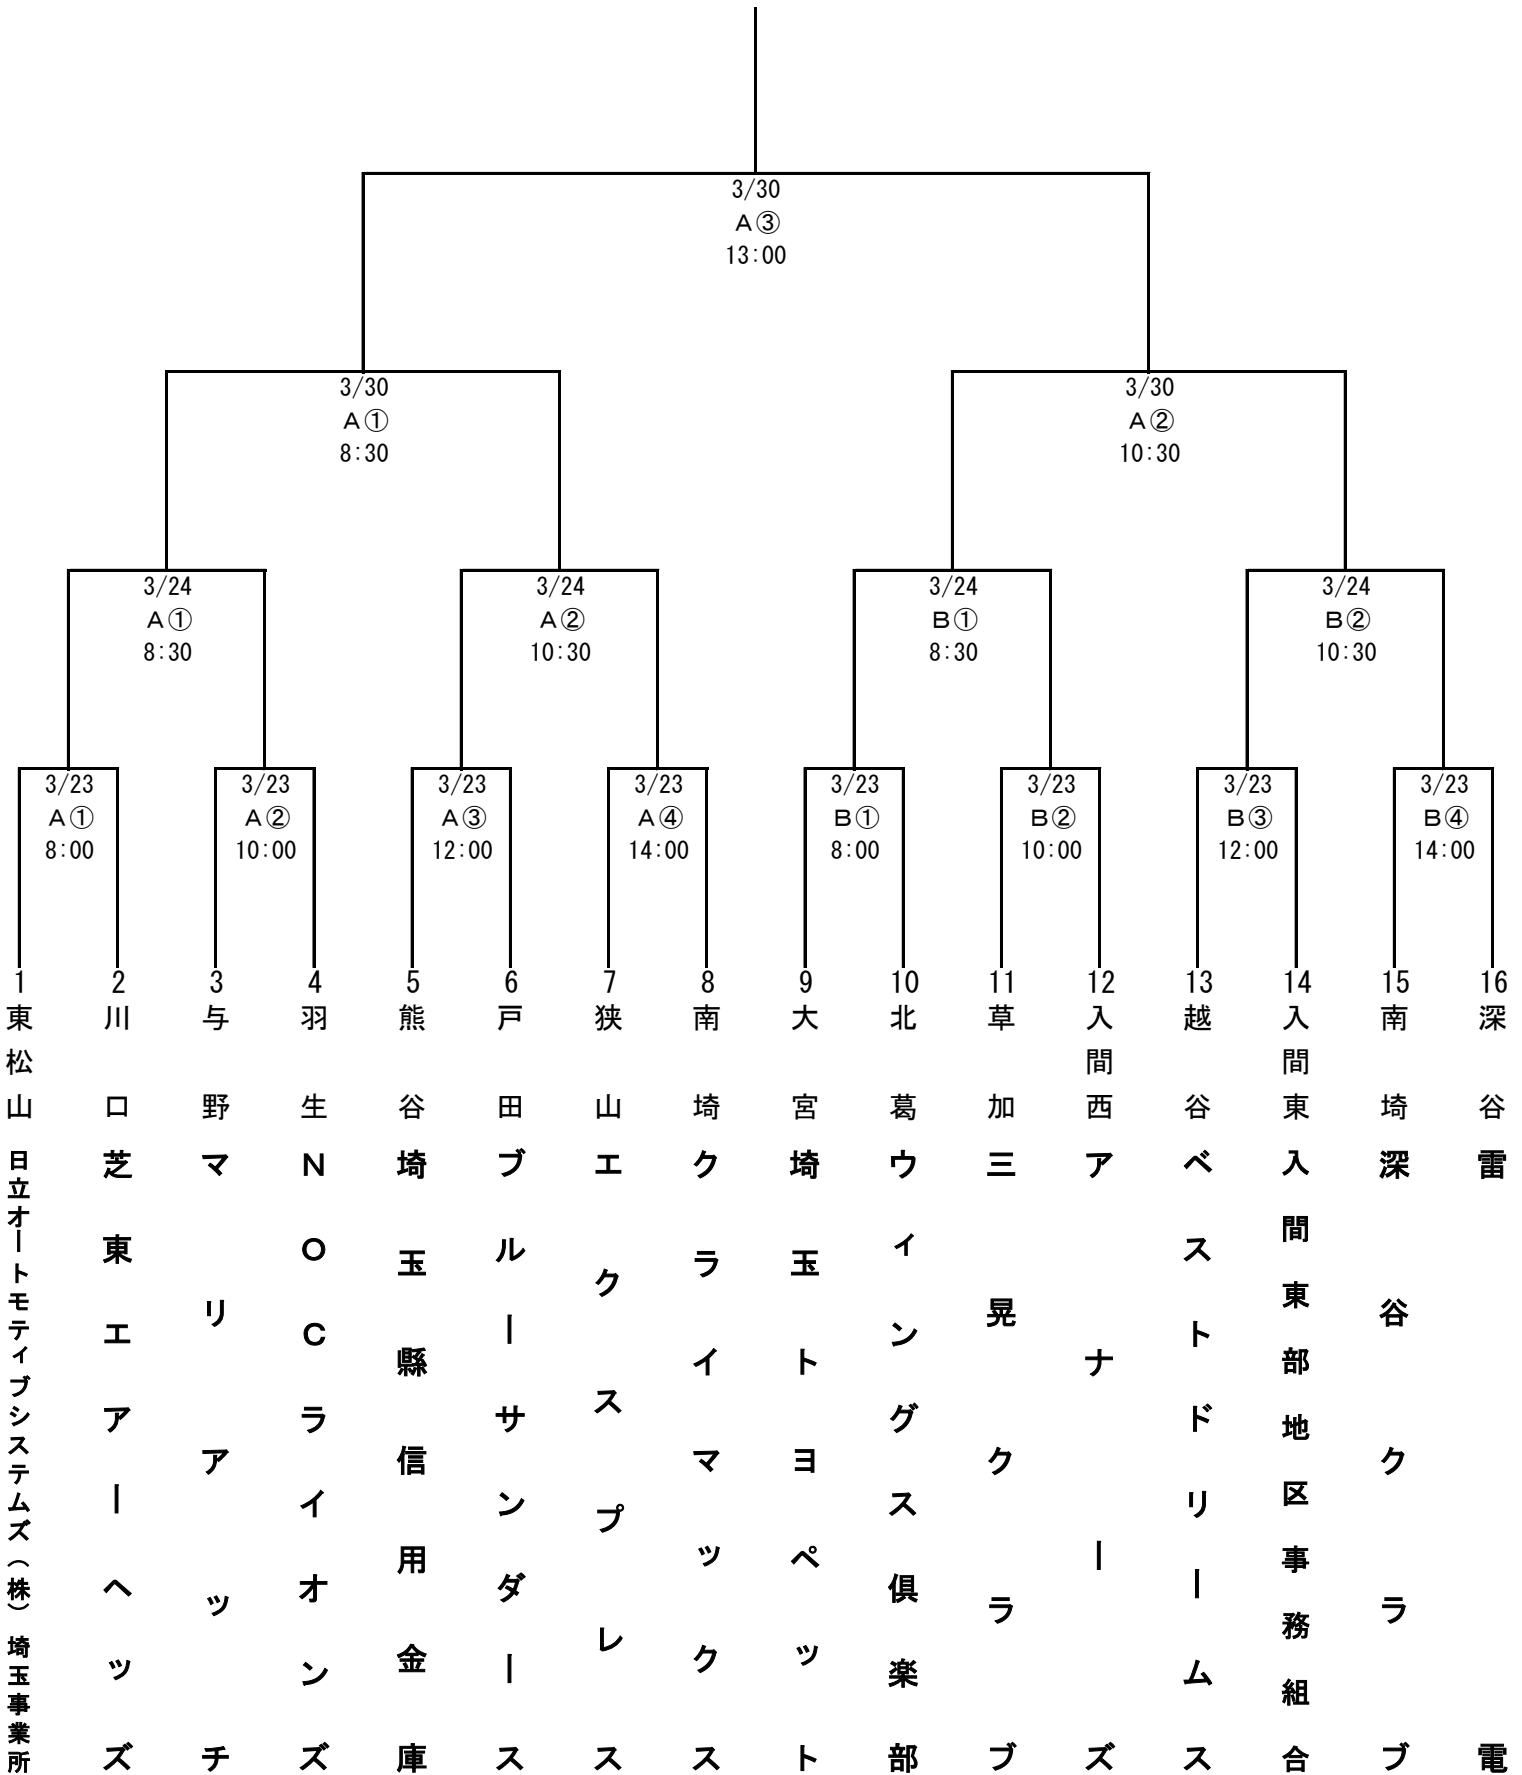 3/30
A③
13:00
3/30
A①
8:30
3/30
A②
10:30
3/24
A①
8:30
3/24
A②
10:30
3/24
B①
8:30
3/24
B②
10:30
3/23
A①
8:00
3/23
A②
10:00
3/23
A③
12:00
3/23
A④
14:00
3/23
B①
8:00
3/23
B②
10:00
3/23
B③
12:00
3/23
B④
14:00
1
東松山
日立オートモティブシステムズ（株）埼玉事業所
2
川口
芝東エアーヘッズ
3
与野
マリアッチ
4
羽生
NOCライオンズ
5
熊谷
埼玉縣信用金庫
6
戸田
ブルーサンダース
7
狭山
エクスプレス
8
南埼
クライマックス
9
大宮
埼玉トヨペット
10
北葛
ウィングス倶楽部
11
草加
三晃クラブ
12
入間西
アナーズ
13
越谷
ベストドリームス
14
入間東
入間東部地区事務組合
15
南埼
深谷クラブ
16
深谷
雷電